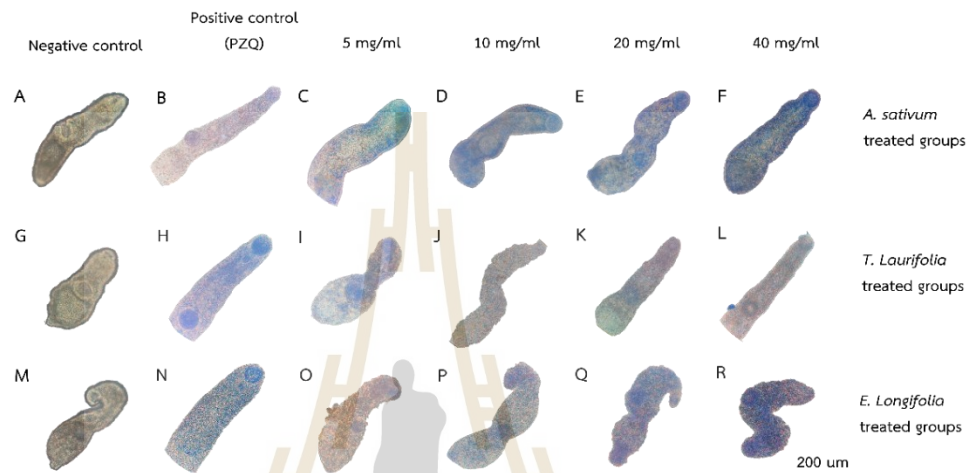 Positive control
Negative control (PZQ) 5 mg/ml 10 mg/ml 20 mg/ml 40 mg/ml
A B C D E F
A. sativum
treated groups
G H I J K L
T. Laurifolia
treated groups
M N O P Q R
E. Longifolia
treated groups
200 um